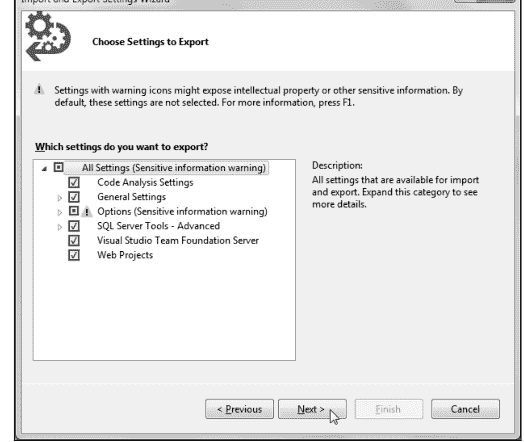 Import and Export Settings Wizard
Choose Settings to Export
Settings with warning icons might expose intellectual property or other sensitive information. By
default, these settings are not selected. For more information, press F1.
Which settings do you want to export?
All Settings (Sensitive information warning)
Code Analysis Settings
General Settings
Options (Sensitive information warning)
SQL Server Tools - Advanced
Visual Studio Team Foundation Server
Web Projects
Description:
All settings that are available for import
and export. Expand this category to see
more details.
< Previous
Next >
Finish
Cancel